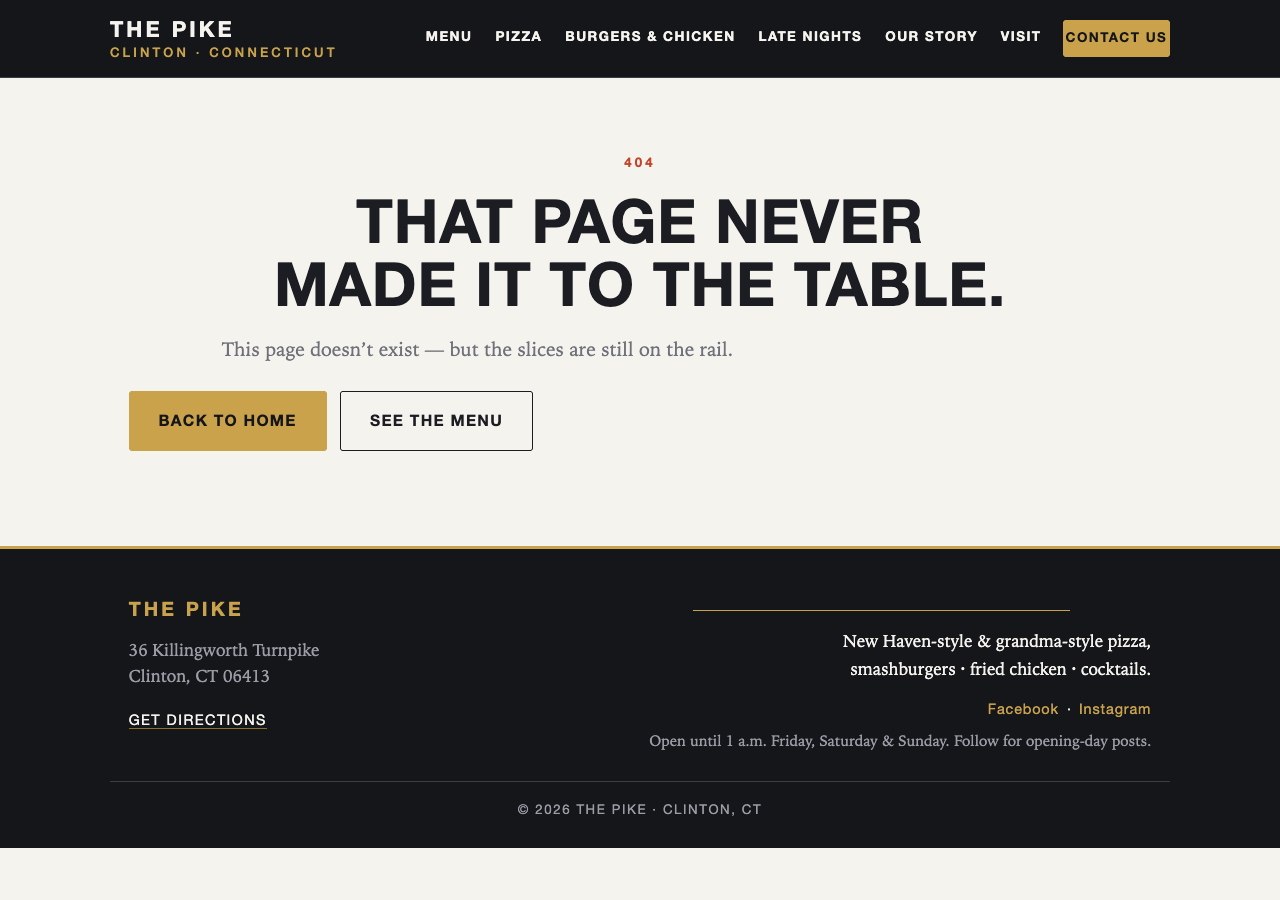 THE PIKE
CLINTON · CONNECTICUT
MENU PIZZA BURGERS & CHICKEN LATE NIGHTS OUR STORY VISIT CONTACT US
404
THAT PAGE NEVER
MADE IT TO THE TABLE.
This page doesn’t exist — but the slices are still on the rail.
BACK TO HOME SEE THE MENU
THE PIKE
36 Killingworth Turnpike
Clinton, CT 06413
GET DIRECTIONS
New Haven-style & grandma-style pizza,
smashburgers · fried chicken · cocktails.
Facebook · Instagram
Open until 1 a.m. Friday, Saturday & Sunday. Follow for opening-day posts.
© 2026 THE PIKE · CLINTON, CT